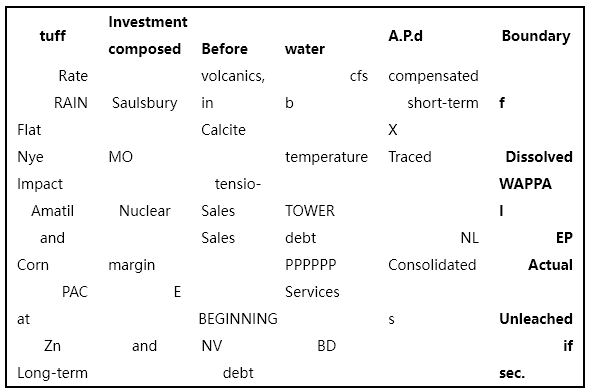 tuff Investment composed Before water A.P.d Boundary
Rate volcanics, cfs compensated
RAIN Saulsbury in b short-term f
Flat Calcite X
Nye MO temperature Traced Dissolved
Impact tensio- WAPPA
Amatil Nuclear Sales TOWER l
and Sales debt NL EP
Corn margin PPPPPP Consolidated Actual
PAC E Services
at BEGINNING s Unleached
Zn and NV BD if
Long-term debt sec.